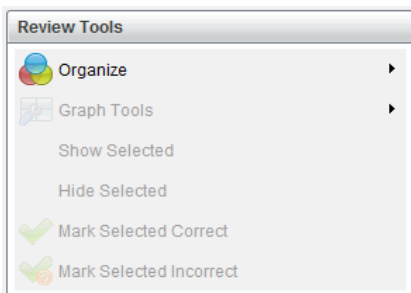 Review Tools
Organize
Graph Tools
Show Selected
Hide Selected
Mark Selected Correct
Mark Selected Incorrect